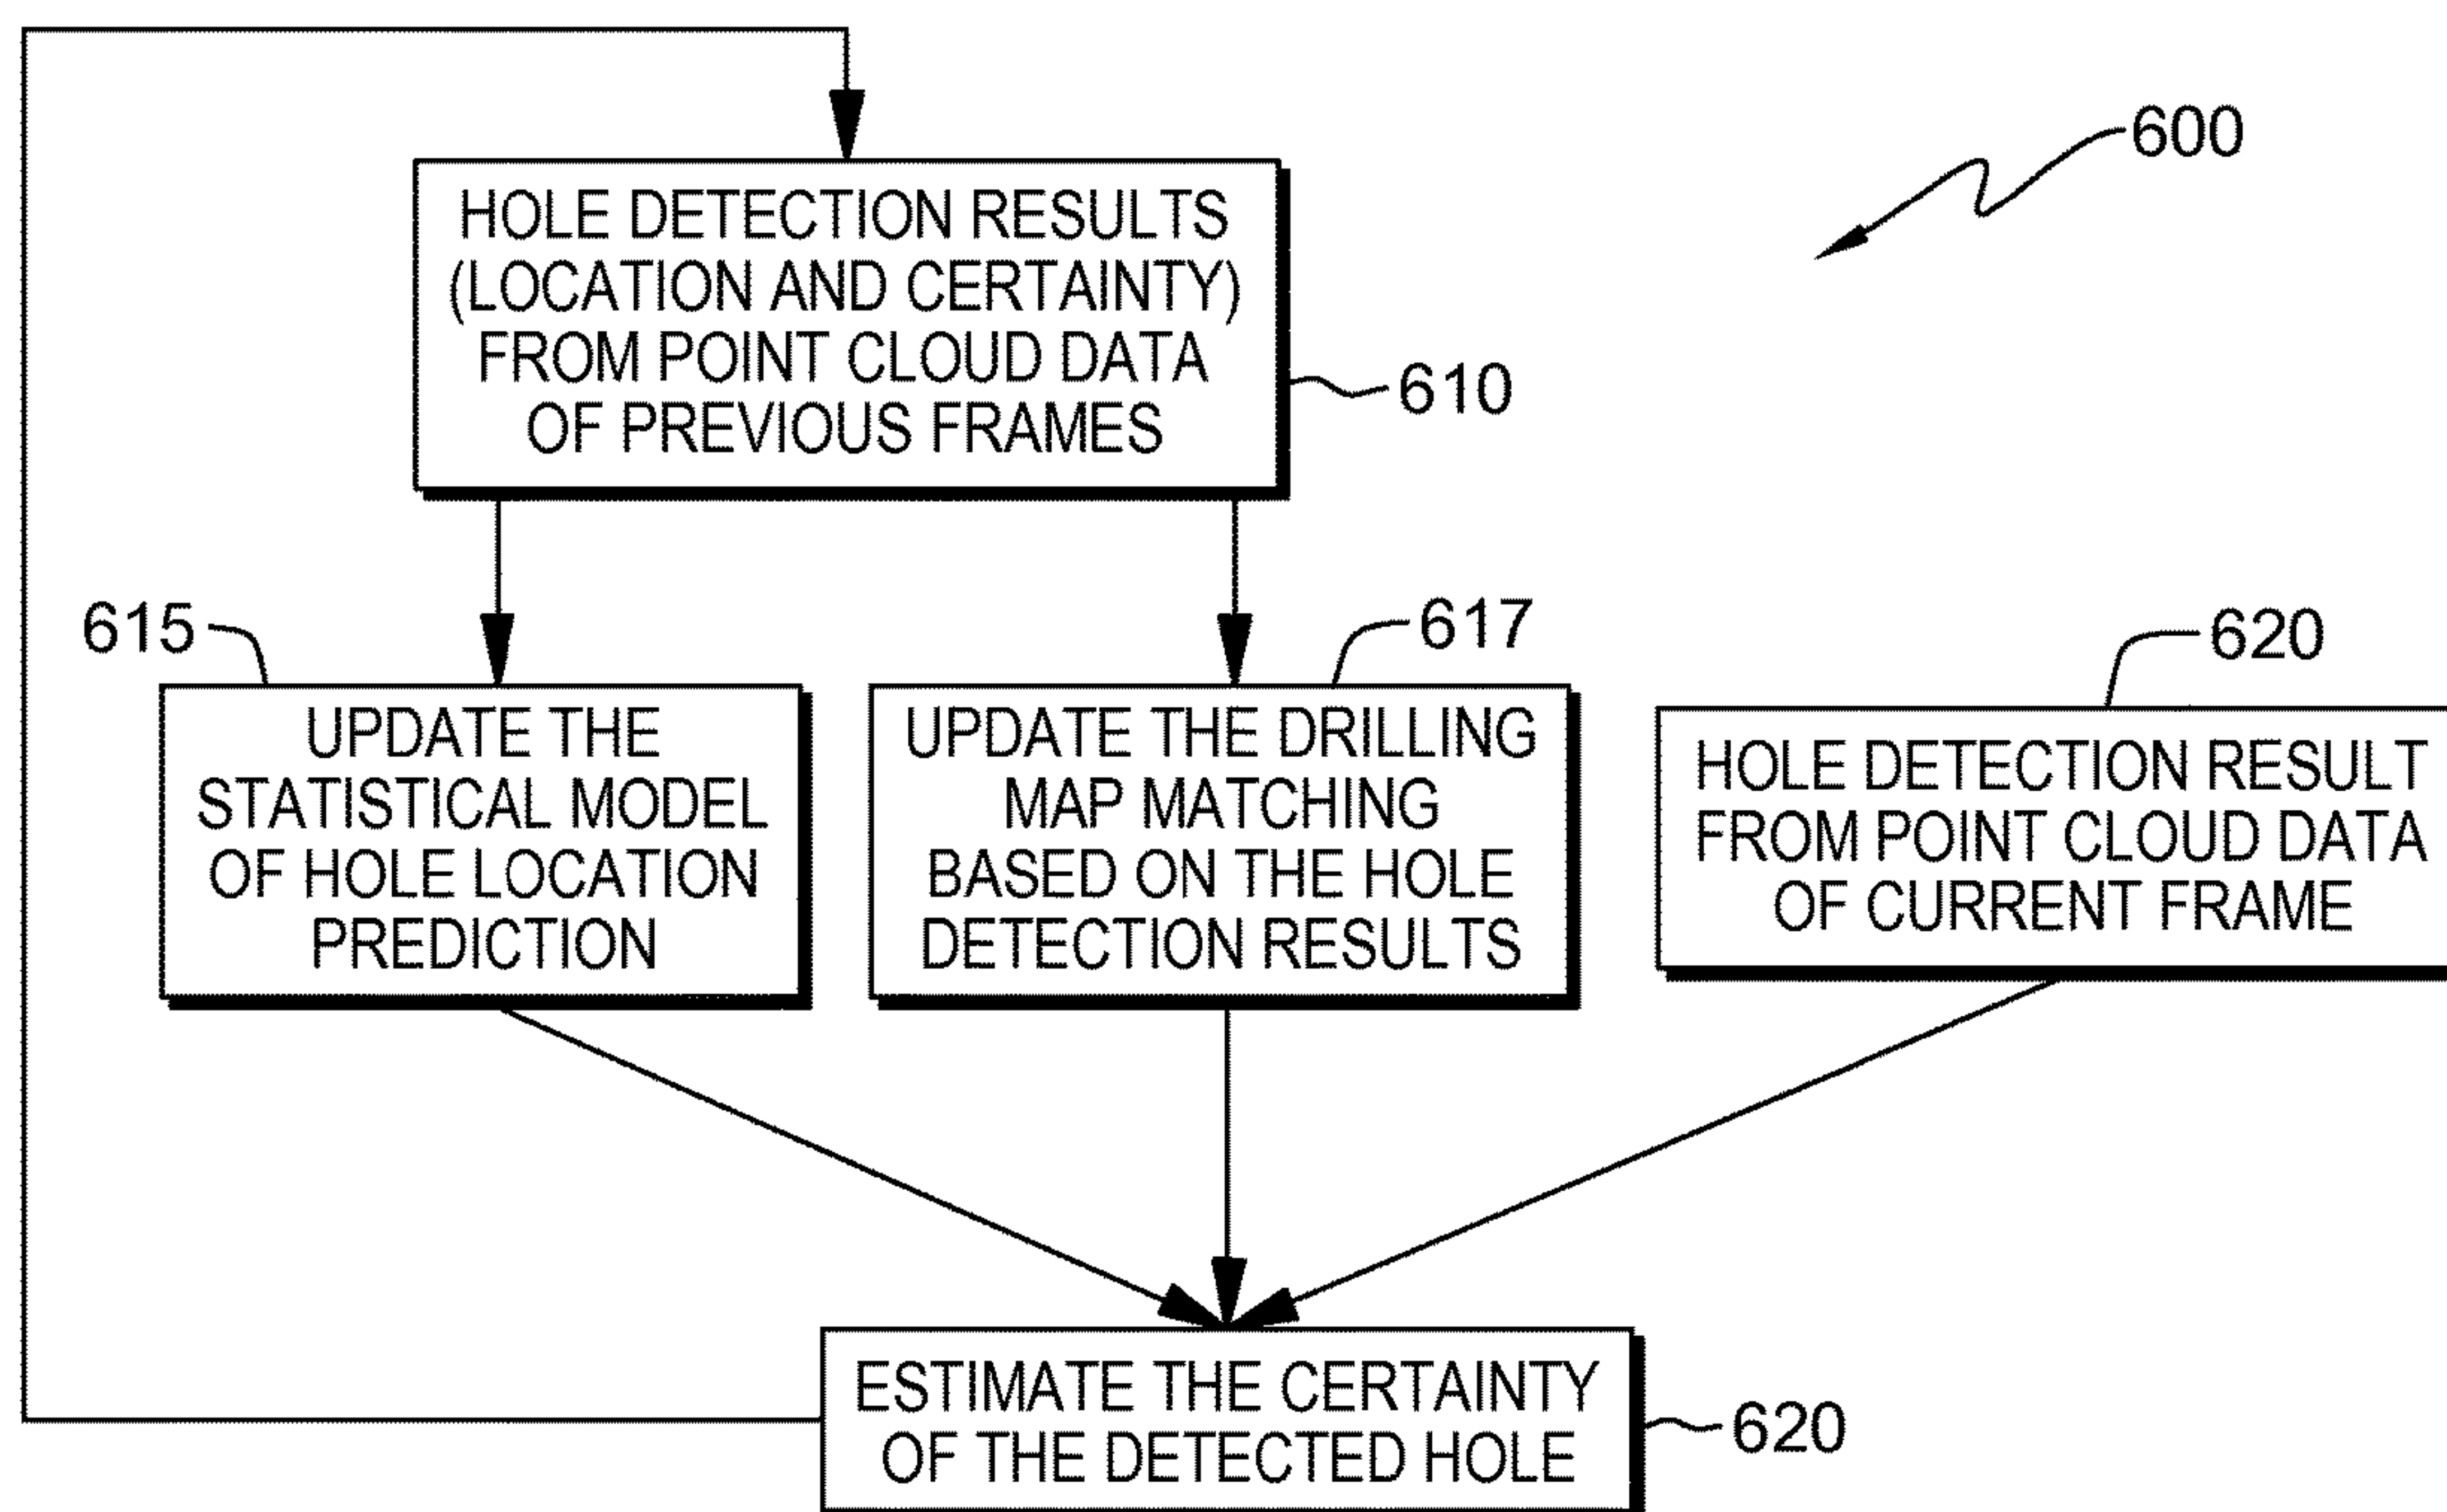 600
HOLE DETECTION RESULTS
(LOCATION AND CERTAINTY)
FROM POINT CLOUD DATA
OF PREVIOUS FRAMES
610
615
UPDATE THE
STATISTICAL MODEL
OF HOLE LOCATION
PREDICTION
617
UPDATE THE DRILLING
MAP MATCHING
BASED ON THE HOLE
DETECTION RESULTS
620
HOLE DETECTION RESULT
FROM POINT CLOUD DATA
OF CURRENT FRAME
ESTIMATE THE CERTAINTY
OF THE DETECTED HOLE
620